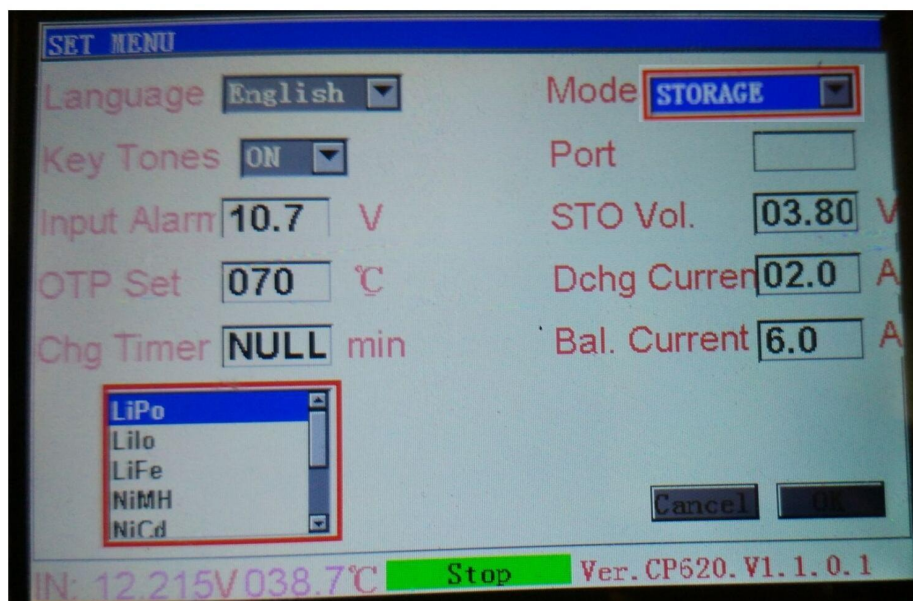 SET MENU
Language English Mode STORAGE
Key Tones ON Port
Input Alarm 10.7 V STO Vol. 03.80 V
OTP Set 070 ℃ Dchg Curren 02.0 A
Chg Timer NULL min Bal. Current 6.0 A
LiPo
LiIo
LiFe
NiMH
NiCd
Cancel OK
IN: 12.215V 038.7℃ Stop Ver.CP620.V1.1.0.1